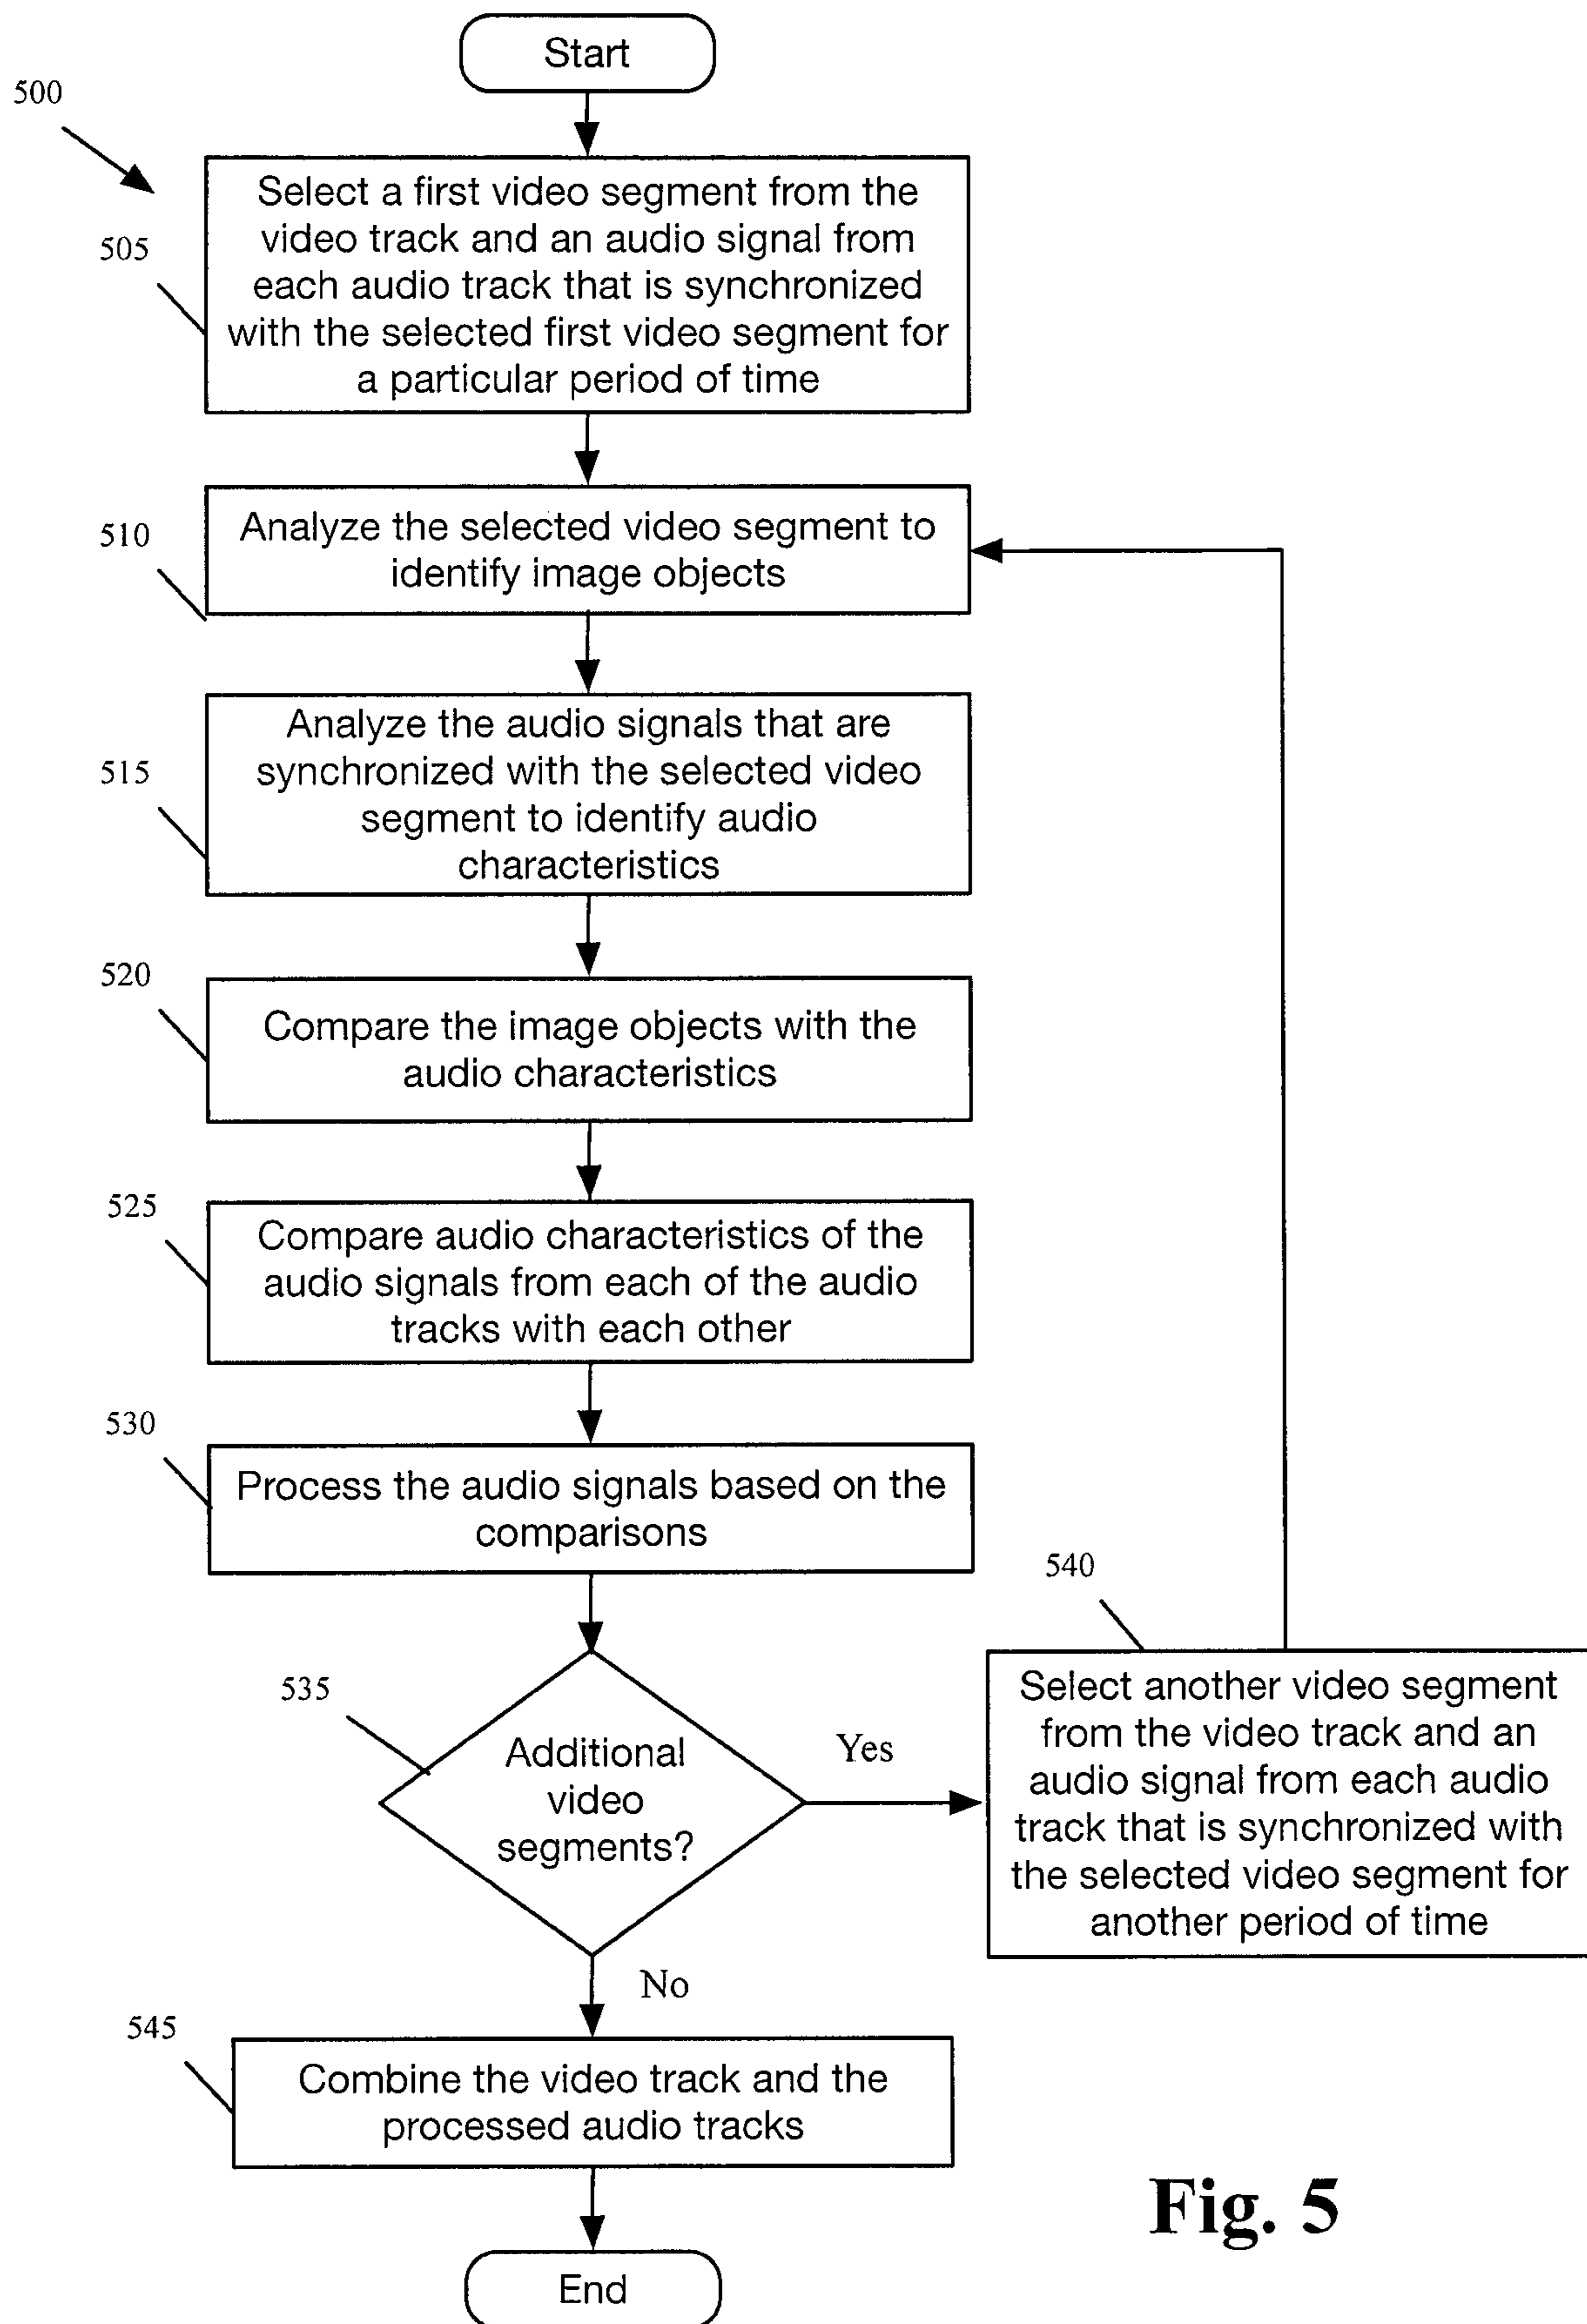 Start
500
505
Select a first video segment from the
video track and an audio signal from
each audio track that is synchronized
with the selected first video segment for
a particular period of time
510
Analyze the selected video segment to
identify image objects
515
Analyze the audio signals that are
synchronized with the selected video
segment to identify audio
characteristics
520
Compare the image objects with the
audio characteristics
525
Compare audio characteristics of the
audio signals from each of the audio
tracks with each other
530
Process the audio signals based on the
comparisons
535
Additional
video
segments?
Yes
540
Select another video segment
from the video track and an
audio signal from each audio
track that is synchronized with
the selected video segment for
another period of time
No
545
Combine the video track and the
processed audio tracks
End
Fig. 5